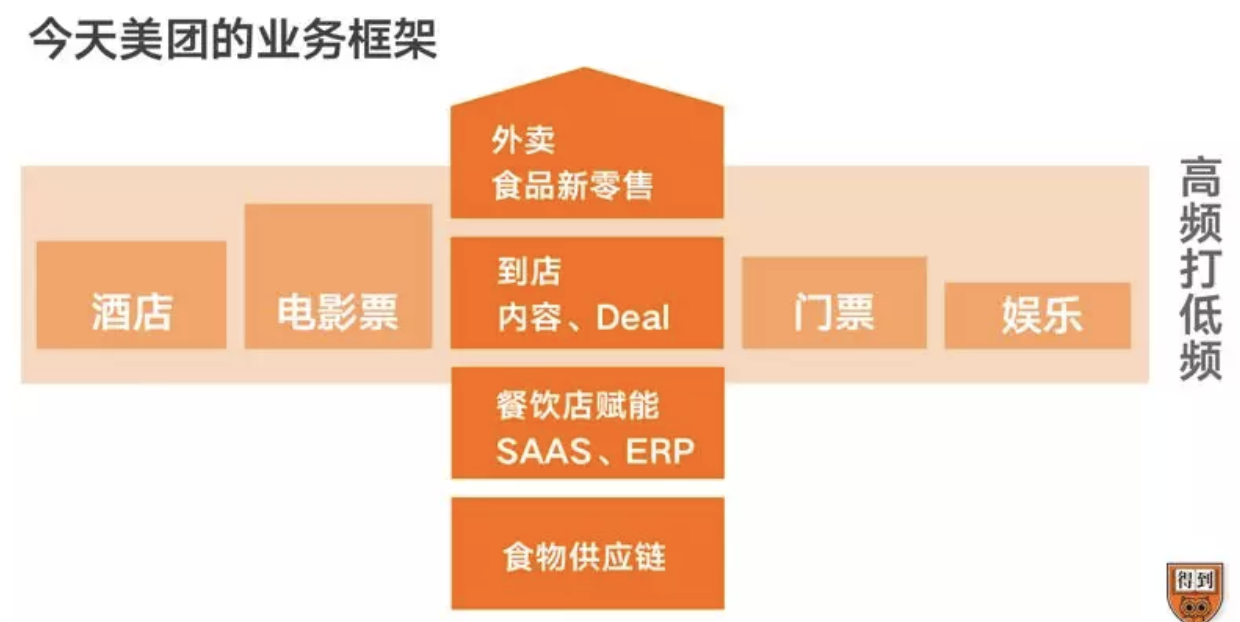 今天美团的业务框架
外卖
食品新零售
到店
内容、Deal
酒店
电影票
门票
娱乐
餐饮店赋能
SAAS、ERP
食物供应链
高频打低频
得到